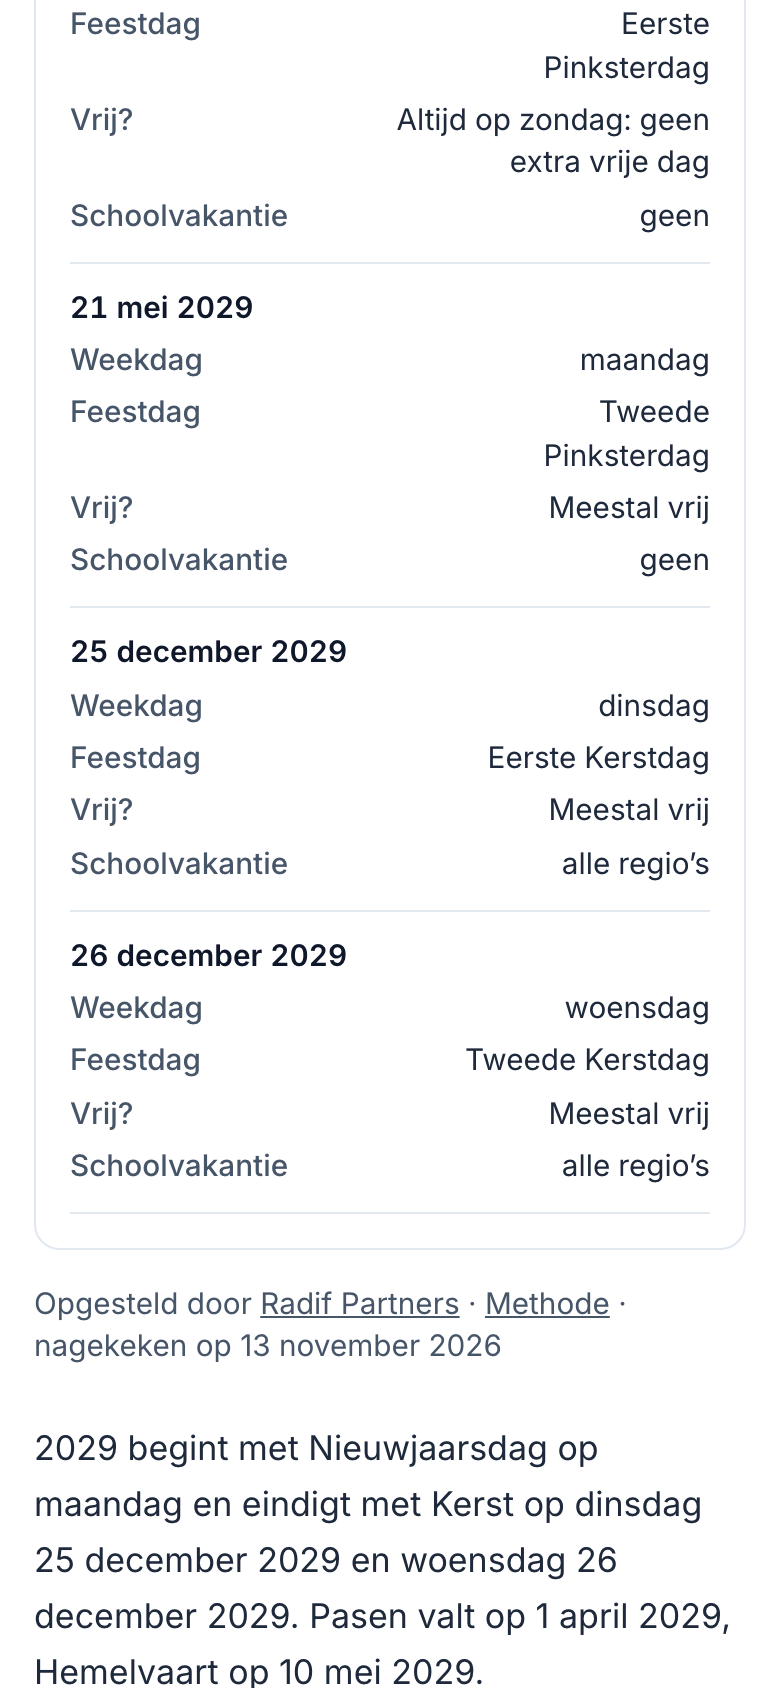 Feestdag Eerste
Pinksterdag
Vrij? Altijd op zondag: geen
extra vrije dag
Schoolvakantie geen
21 mei 2029
Weekdag maandag
Feestdag Tweede
Pinksterdag
Vrij? Meestal vrij
Schoolvakantie geen
25 december 2029
Weekdag dinsdag
Feestdag Eerste Kerstdag
Vrij? Meestal vrij
Schoolvakantie alle regio’s
26 december 2029
Weekdag woensdag
Feestdag Tweede Kerstdag
Vrij? Meestal vrij
Schoolvakantie alle regio’s
Opgesteld door Radif Partners · Methode ·
nagekeken op 13 november 2026
2029 begint met Nieuwjaarsdag op
maandag en eindigt met Kerst op dinsdag
25 december 2029 en woensdag 26
december 2029. Pasen valt op 1 april 2029,
Hemelvaart op 10 mei 2029.